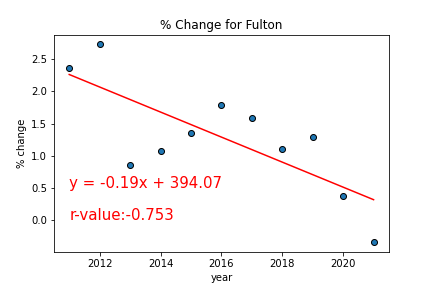 % Change for Fulton
% change
2.5
2.0
1.5
1.0
0.5
0.0
y = -0.19x + 394.07
r-value:-0.753
2012 2014 2016 2018 2020
year